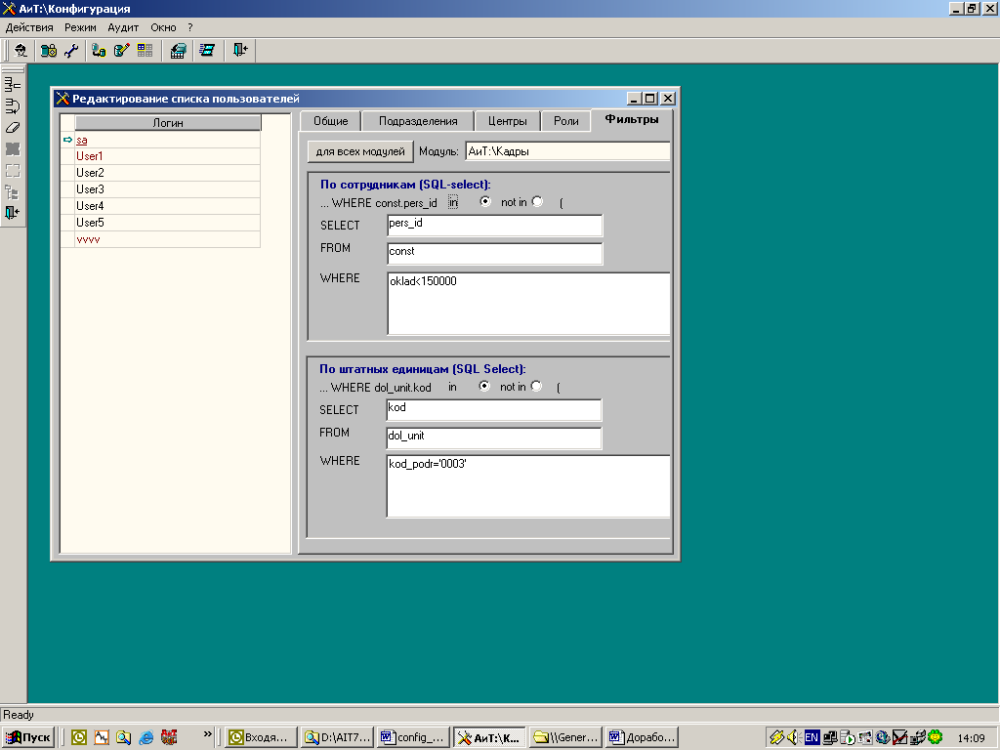 АиТ:\Конфигурация
Действия Режим Аудит Окно ?
Редактирование списка пользователей
Логин
sa
User1
User2
User3
User4
User5
vvvv
Общие Подразделения Центры Роли Фильтры
для всех модулей Модуль: АиТ:\Кадры
По сотрудникам (SQL-select):
... WHERE const.pers_id in not in (
SELECT pers_id
FROM const
WHERE oklad<150000
По штатных единицам (SQL Select):
... WHERE dol_unit.kod in not in (
SELECT kod
FROM dol_unit
WHERE kod_podr='0003'
Ready
Пуск » Входя... D:\AIT7... config_... АиТ:\К... \\Gener... Дорабо... EN 14:09